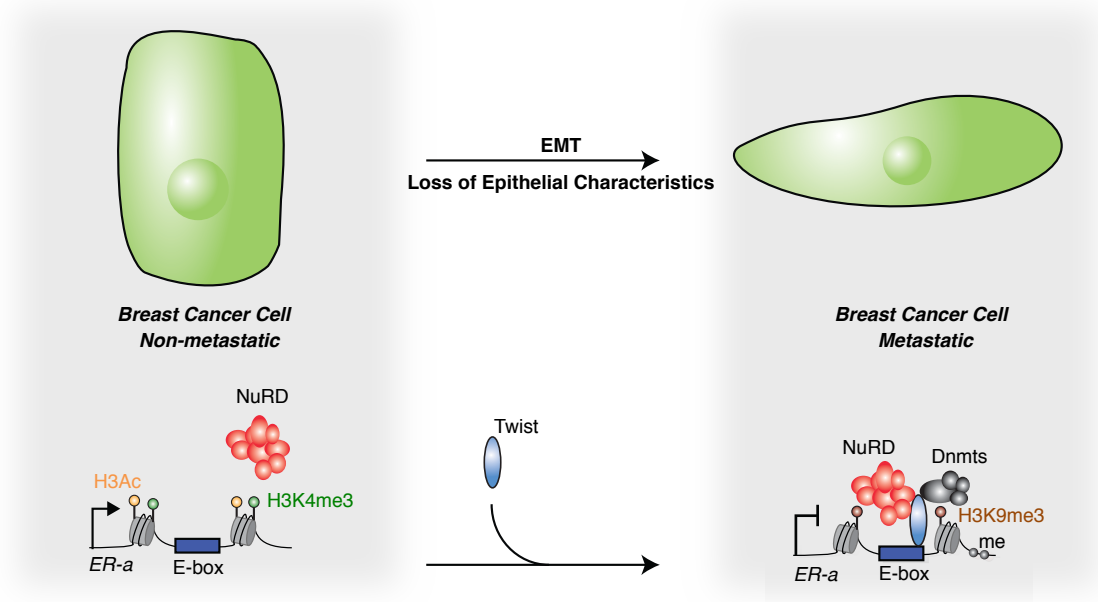 EMT
Loss of Epithelial Characteristics
Breast Cancer Cell
Non-metastatic
Breast Cancer Cell
Metastatic
NuRD
H3Ac
H3K4me3
ER-a
E-box
Twist
NuRD
Dnmts
H3K9me3
me
ER-a
E-box